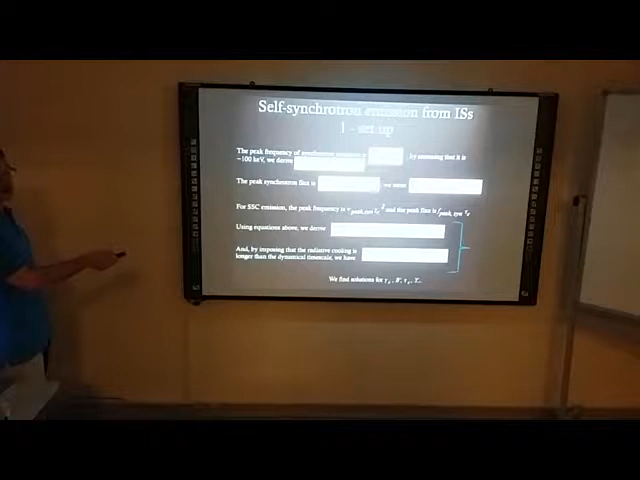 Self-synchrotron emission from ISs
1 - set up
The peak frequency of synchrotron emission is by assuming that it is
~100 keV, we derive
The peak synchrotron flux is we want
For SSC emission, the peak frequency is and the peak flux is
Using equations above, we derive
And, by imposing that the radiative cooling is
longer than the dynamical timescale, we have
We find solutions for